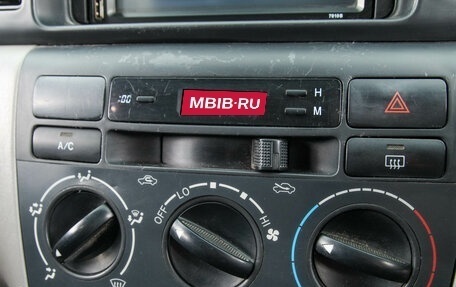 7010B
:00
MBIB-RU
H
M
A/C
OFF
LO
HI